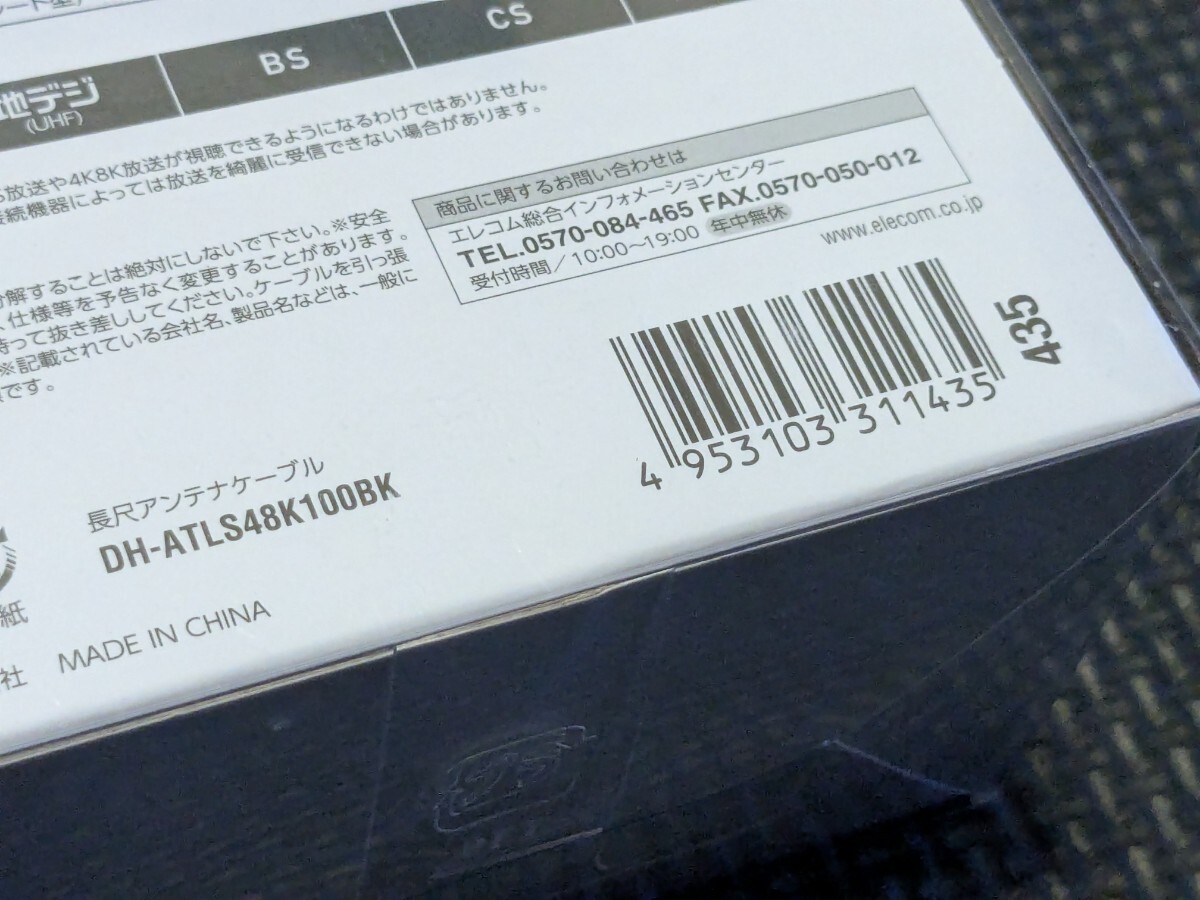 ート型)
地デジ
(UHF)
BS
CS
放送や4K8K放送が視聴できるようになるわけではありません。
続機器によっては放送を綺麗に受信できない場合があります。
商品に関するお問い合わせは
エレコム総合インフォメーションセンター
TEL.0570-084-465 FAX.0570-050-012
受付時間/10:00〜19:00 年中無休
www.elecom.co.jp
解することは絶対にしないで下さい。※安全
、仕様等を予告なく変更することがあります。
持って抜き差ししてください。ケーブルを引っ張
※記載されている会社名、製品名などは、一般に
です。
4 953103 311435
435
長尺アンテナケーブル
DH-ATLS48K100BK
紙
MADE IN CHINA
社
プラ